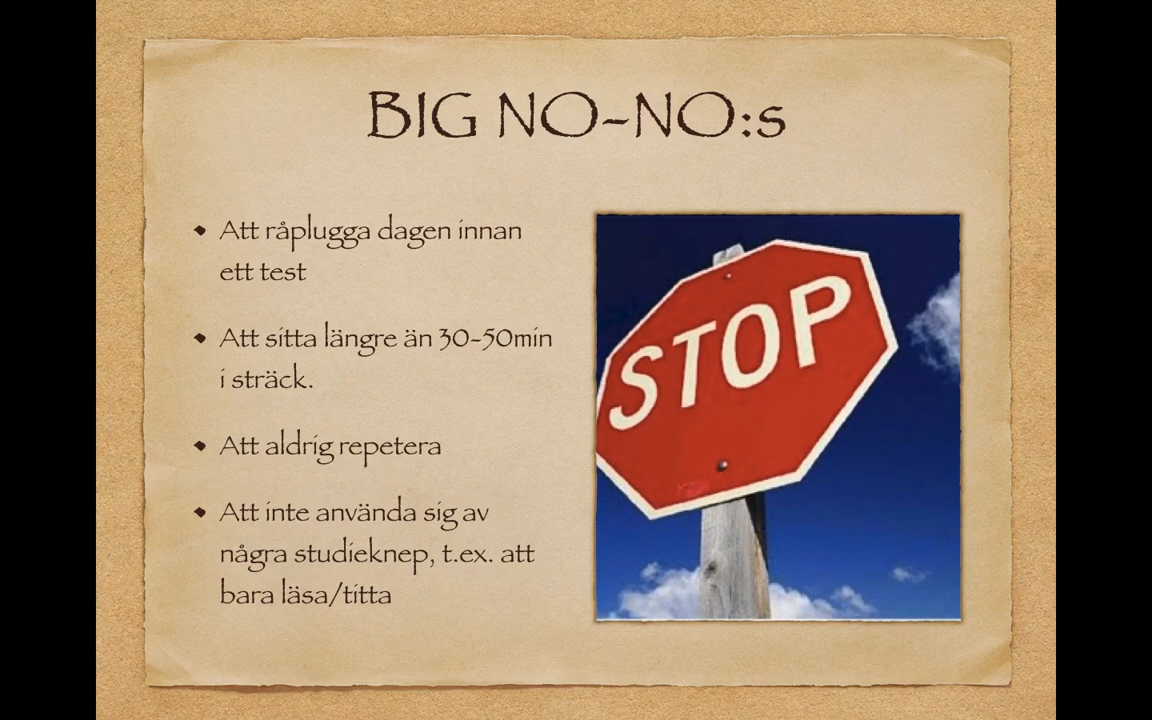 BIG NO-NO:s
• Att råplugga dagen innan
ett test
• Att sitta längre än 30-50min
i sträck.
• Att aldrig repetera
• Att inte använda sig av
några studieknep, t.ex. att
bara läsa/titta
STOP